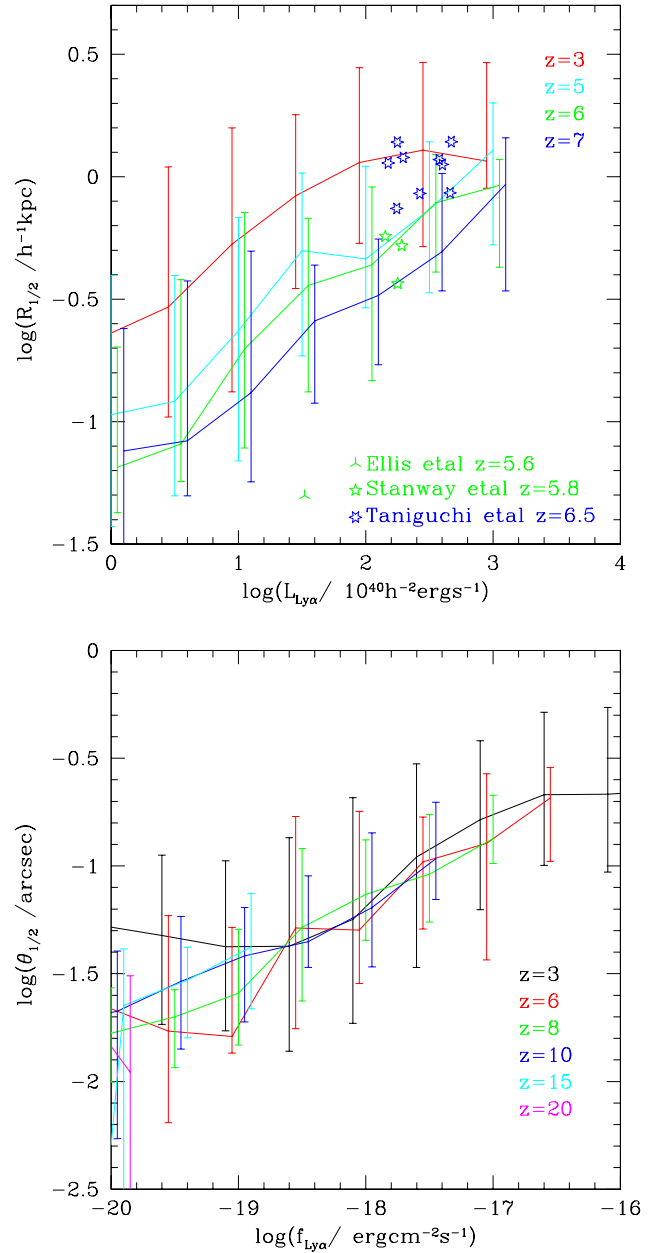 0.5
0
−0.5
−1
−1.5
log(R1/2 /h−1kpc)
z=3
z=5
z=6
z=7
Ellis etal z=5.6
Stanway etal z=5.8
Taniguchi etal z=6.5
0 1 2 3 4
log(LLyα/ 10⁴⁰h−2ergs−1)
0
−0.5
−1
−1.5
−2
−2.5
log(θ1/2 /arcsec)
z=3
z=6
z=8
z=10
z=15
z=20
−20 −19 −18 −17 −16
log(fLyα/ ergcm−2s−1)